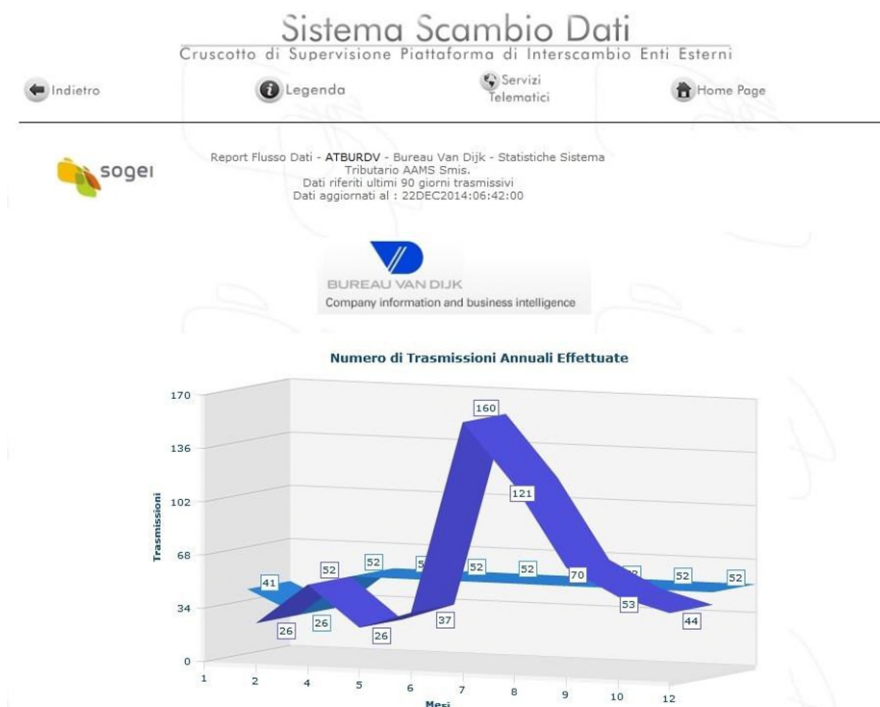 Sistema Scambio Dati
Cruscotto di Supervisione Piattaforma di Interscambio Enti Esterni
Indietro
Legenda
Servizi
Telematici
Home Page
sogei
Report Flusso Dati - ATBURDV - Bureau Van Dijk - Statistiche Sistema
Tributario AAMS Smis.
Dati riferiti ultimi 90 giorni trasmissivi
Dati aggiornati al : 22DEC2014:06:42:00
BUREAU VAN DIJK
Company information and business intelligence
Numero di Trasmissioni Annuali Effettuate
170
136
102
68
34
0
Trasmissioni
160
121
41
52
52
52
52
70
52
52
26
26
26
37
53
44
1
2
4
5
6
7
8
9
10
12
Mesi